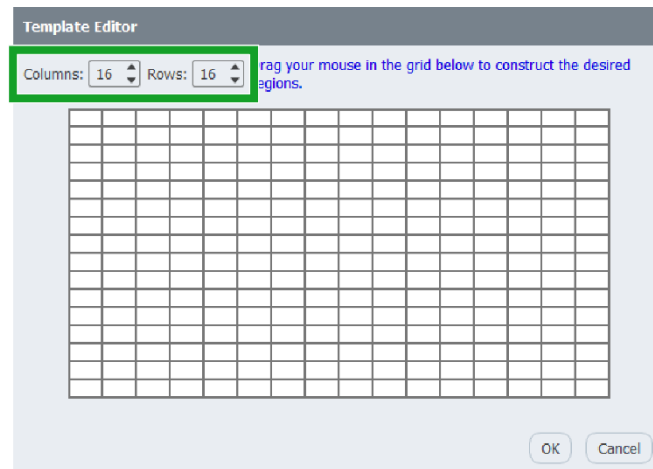 Template Editor
Columns: 16 Rows: 16 rag your mouse in the grid below to construct the desired
egions.
OK Cancel